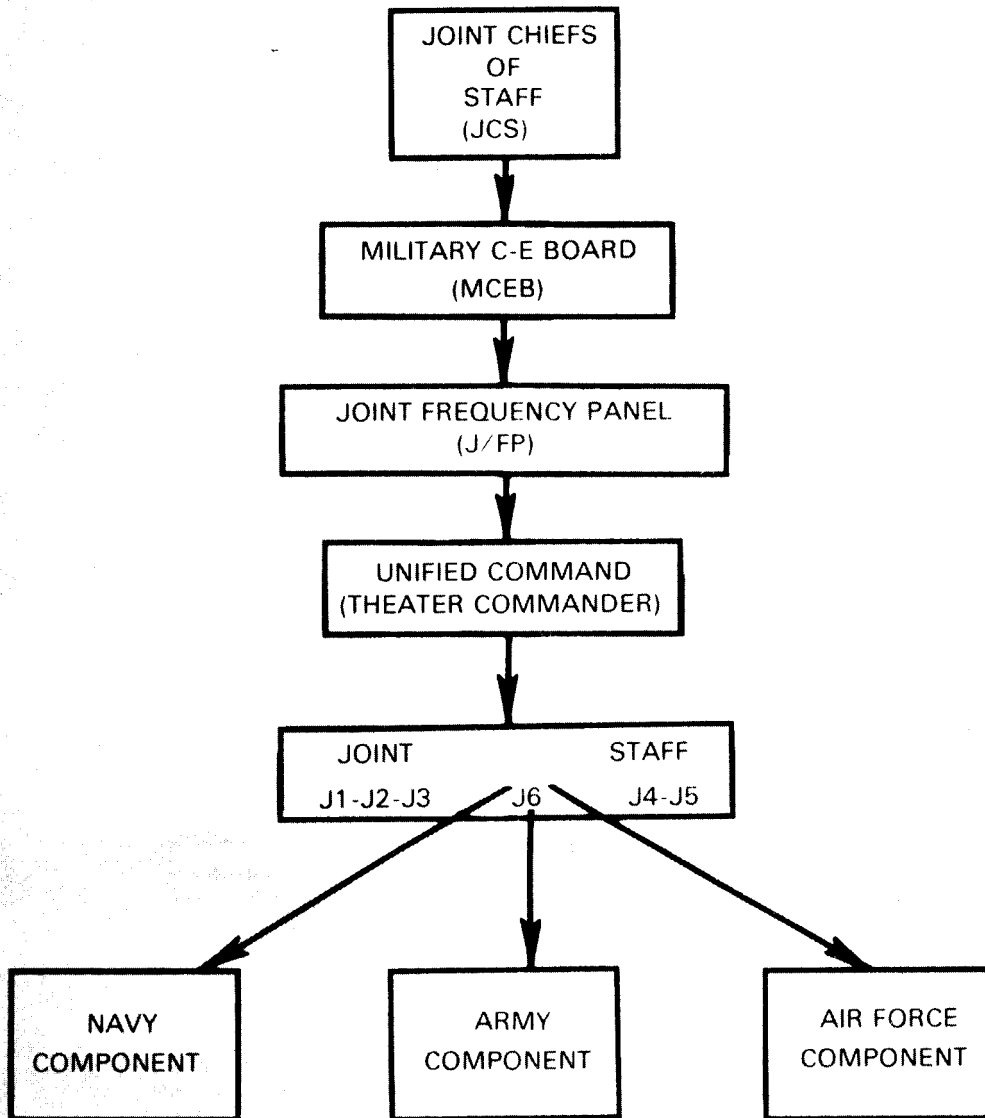 JOINT CHIEFS
OF
STAFF
(JCS)
MILITARY C-E BOARD
(MCEB)
JOINT FREQUENCY PANEL
(J/FP)
UNIFIED COMMAND
(THEATER COMMANDER)
JOINT STAFF
J1-J2-J3 J6 J4-J5
NAVY
COMPONENT
ARMY
COMPONENT
AIR FORCE
COMPONENT